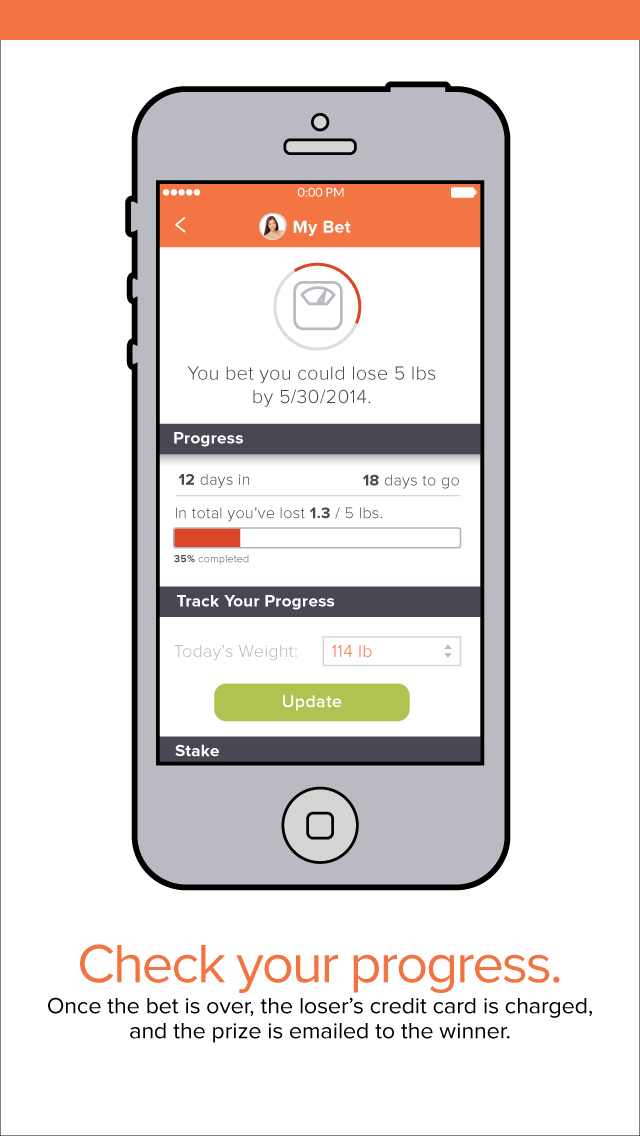 0:00 PM
My Bet
You bet you could lose 5 lbs
by 5/30/2014.
Progress
12 days in
18 days to go
In total you've lost 1.3 / 5 lbs.
35% completed
Track Your Progress
Today's Weight:
114 lb
Update
Stake
Check your progress.
Once the bet is over, the loser's credit card is charged,
and the prize is emailed to the winner.